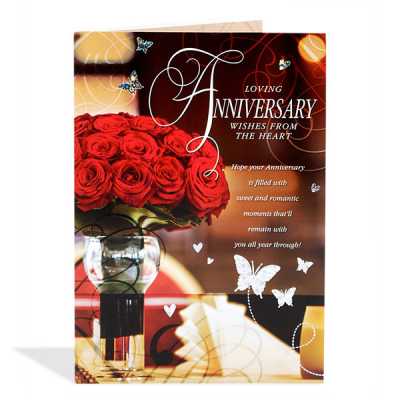 LOVING
ANNIVERSARY
WISHES FROM
THE HEART
Hope your Anniversary
is filled with
sweet and romantic
moments that'll
remain with
you all year through!